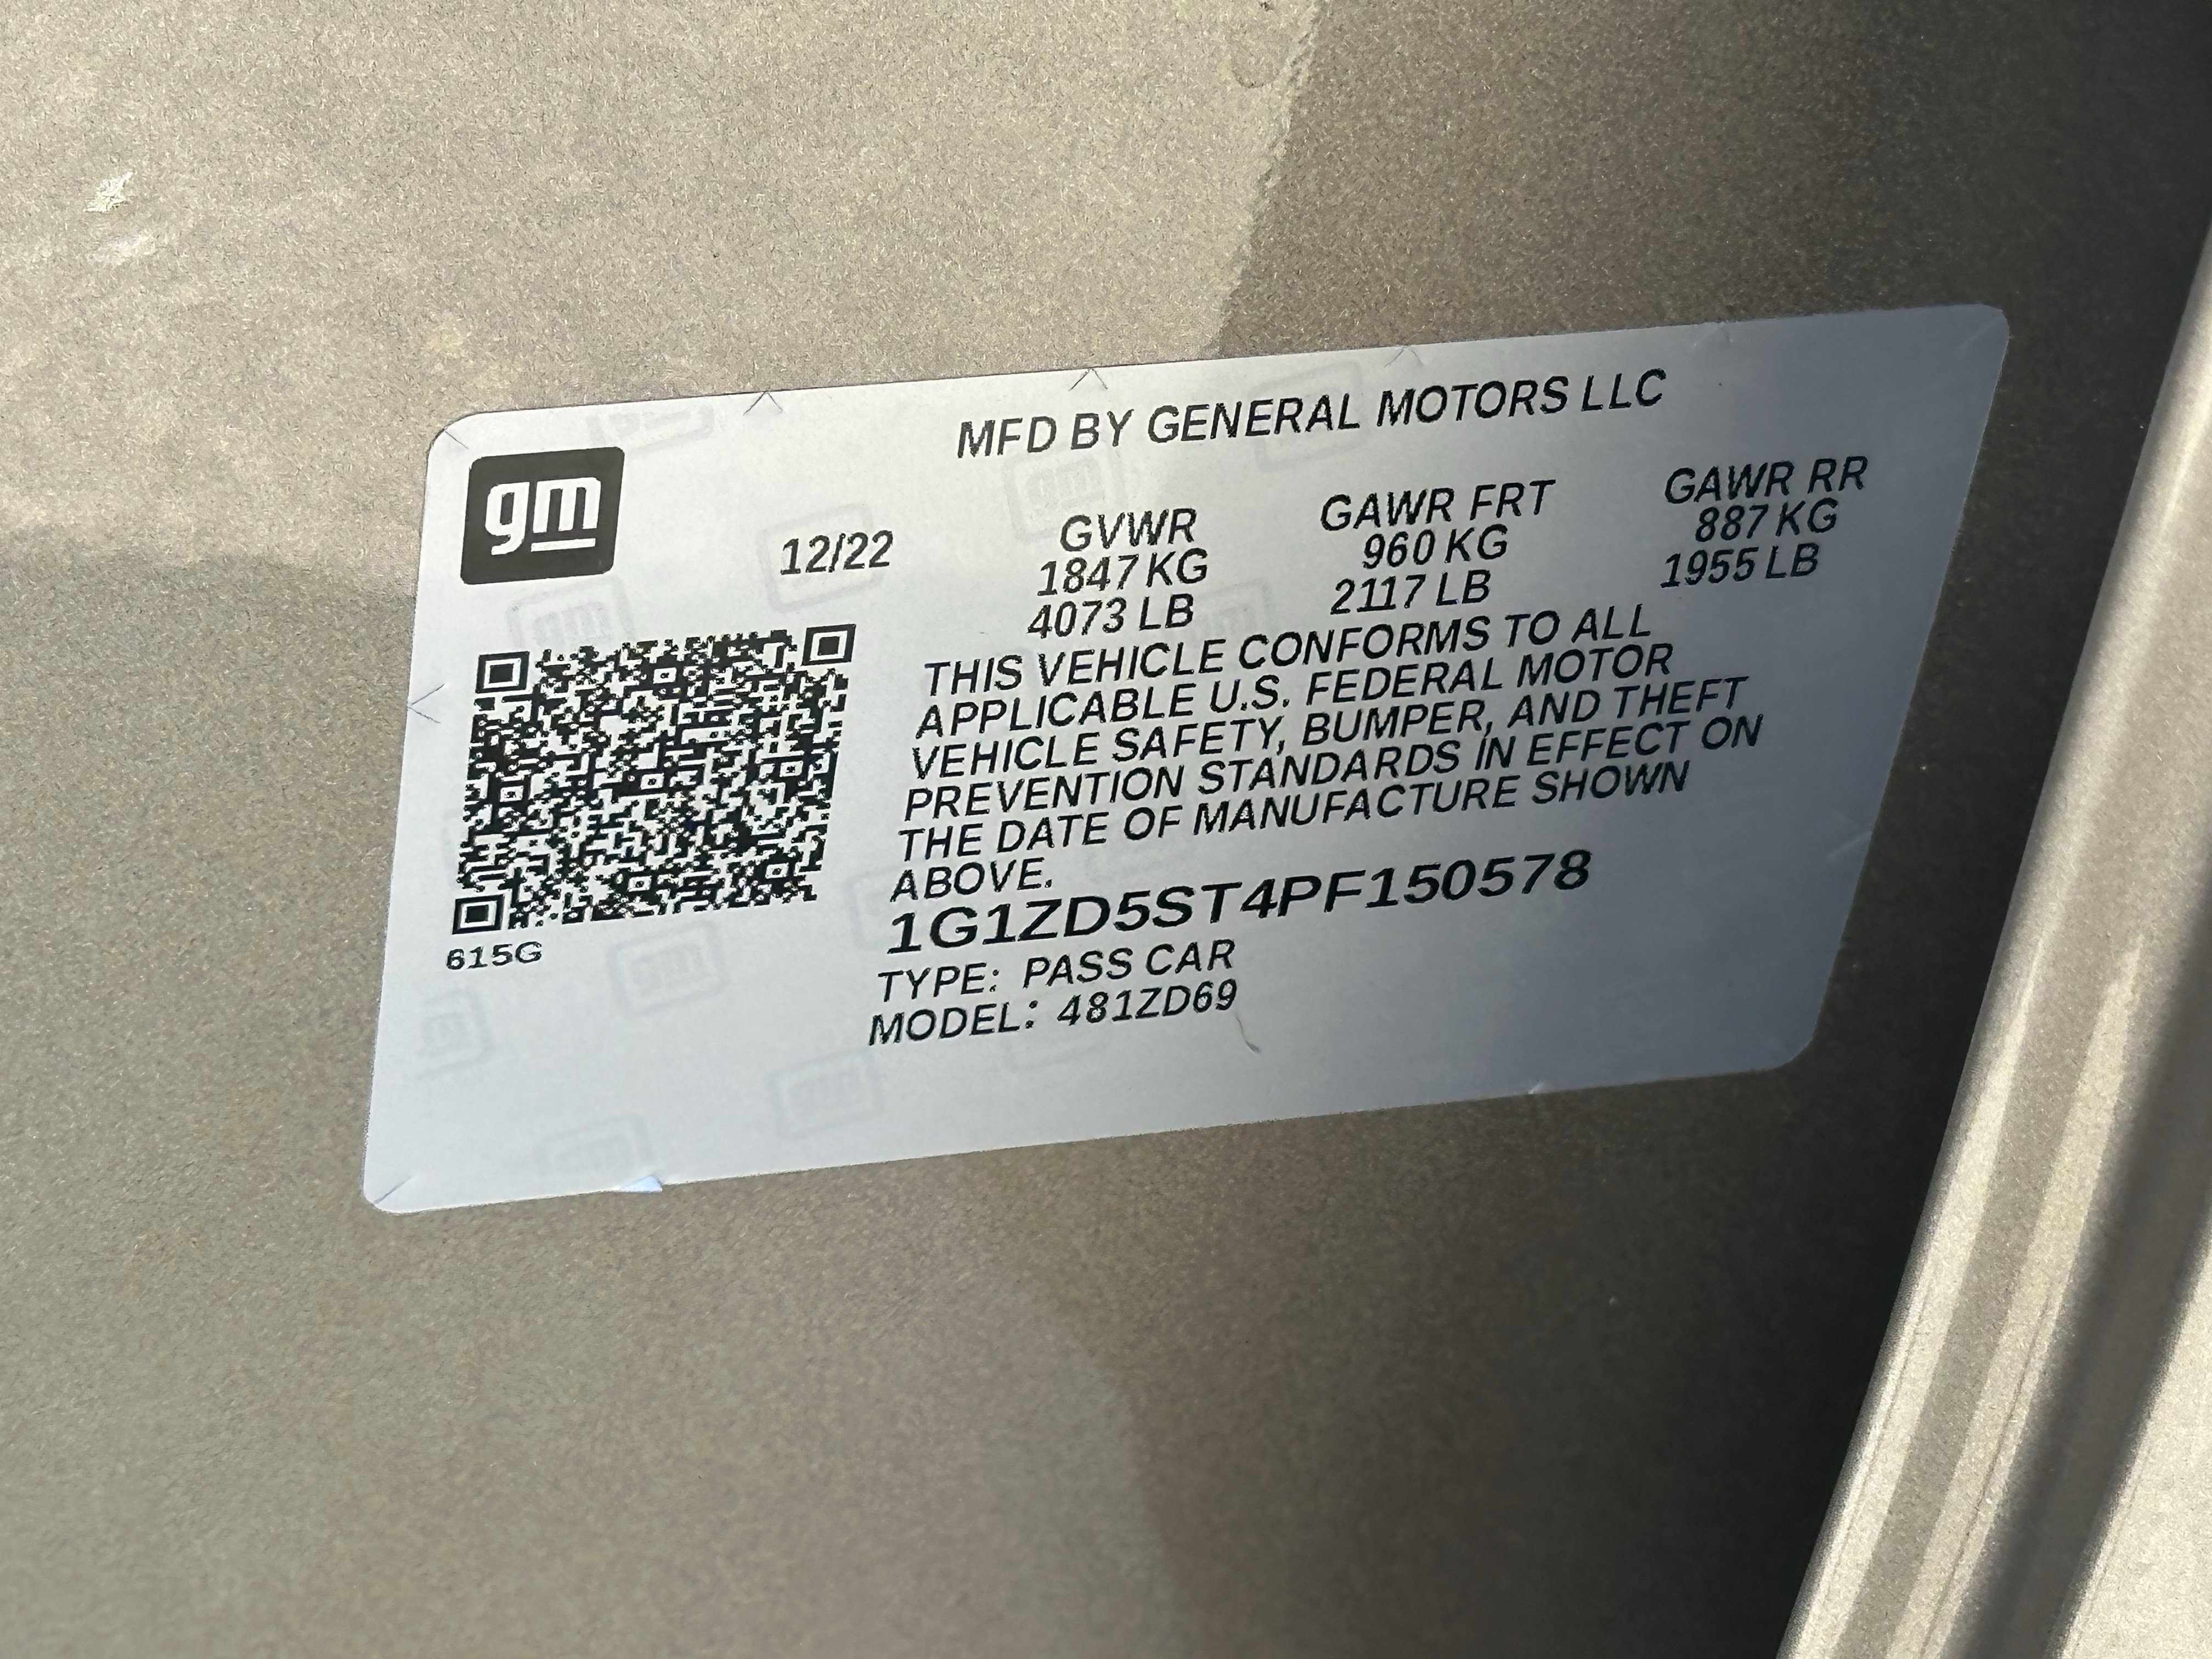 gm
MFD BY GENERAL MOTORS LLC
12/22
GVWR
1847 KG
4073 LB
GAWR FRT
960 KG
2117 LB
GAWR RR
887 KG
1955 LB
THIS VEHICLE CONFORMS TO ALL
APPLICABLE U.S. FEDERAL MOTOR
VEHICLE SAFETY, BUMPER, AND THEFT
PREVENTION STANDARDS IN EFFECT ON
THE DATE OF MANUFACTURE SHOWN
ABOVE.
1G1ZD5ST4PF150578
TYPE: PASS CAR
MODEL: 481ZD69
615G